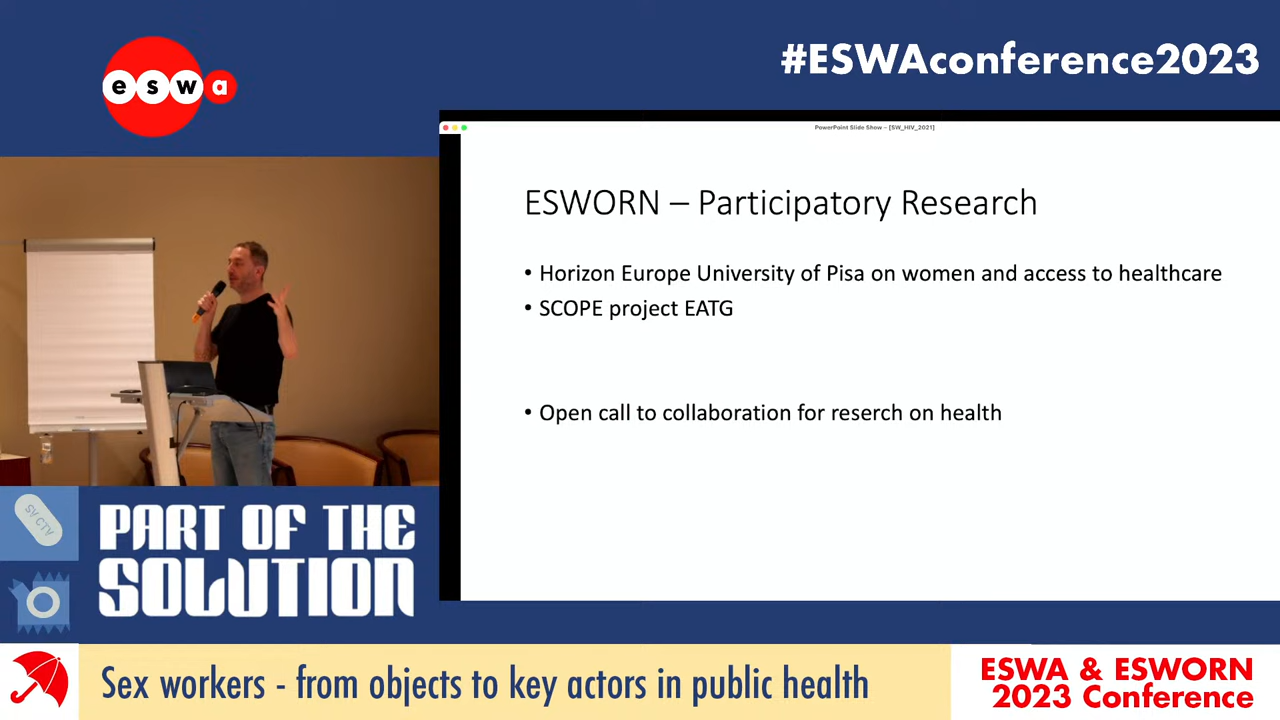 eswa
#ESWAconference2023
PowerPoint Slide Show – [SW_HIV_2021]
ESWORN – Participatory Research
• Horizon Europe University of Pisa on women and access to healthcare
• SCOPE project EATG
• Open call to collaboration for reserch on health
PART OF THE
SOLUTION
Sex workers - from objects to key actors in public health
ESWA & ESWORN
2023 Conference